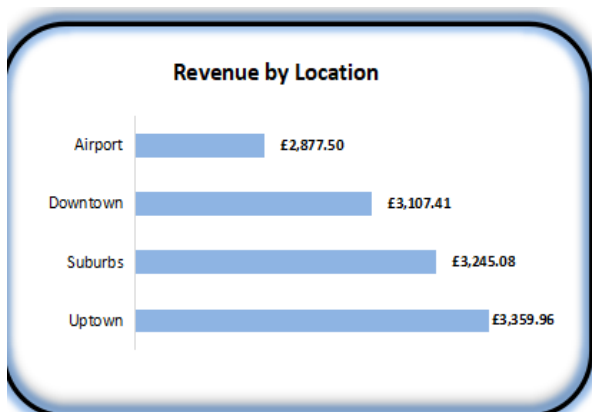 Revenue by Location
Airport £2,877.50
Downtown £3,107.41
Suburbs £3,245.08
Uptown £3,359.96